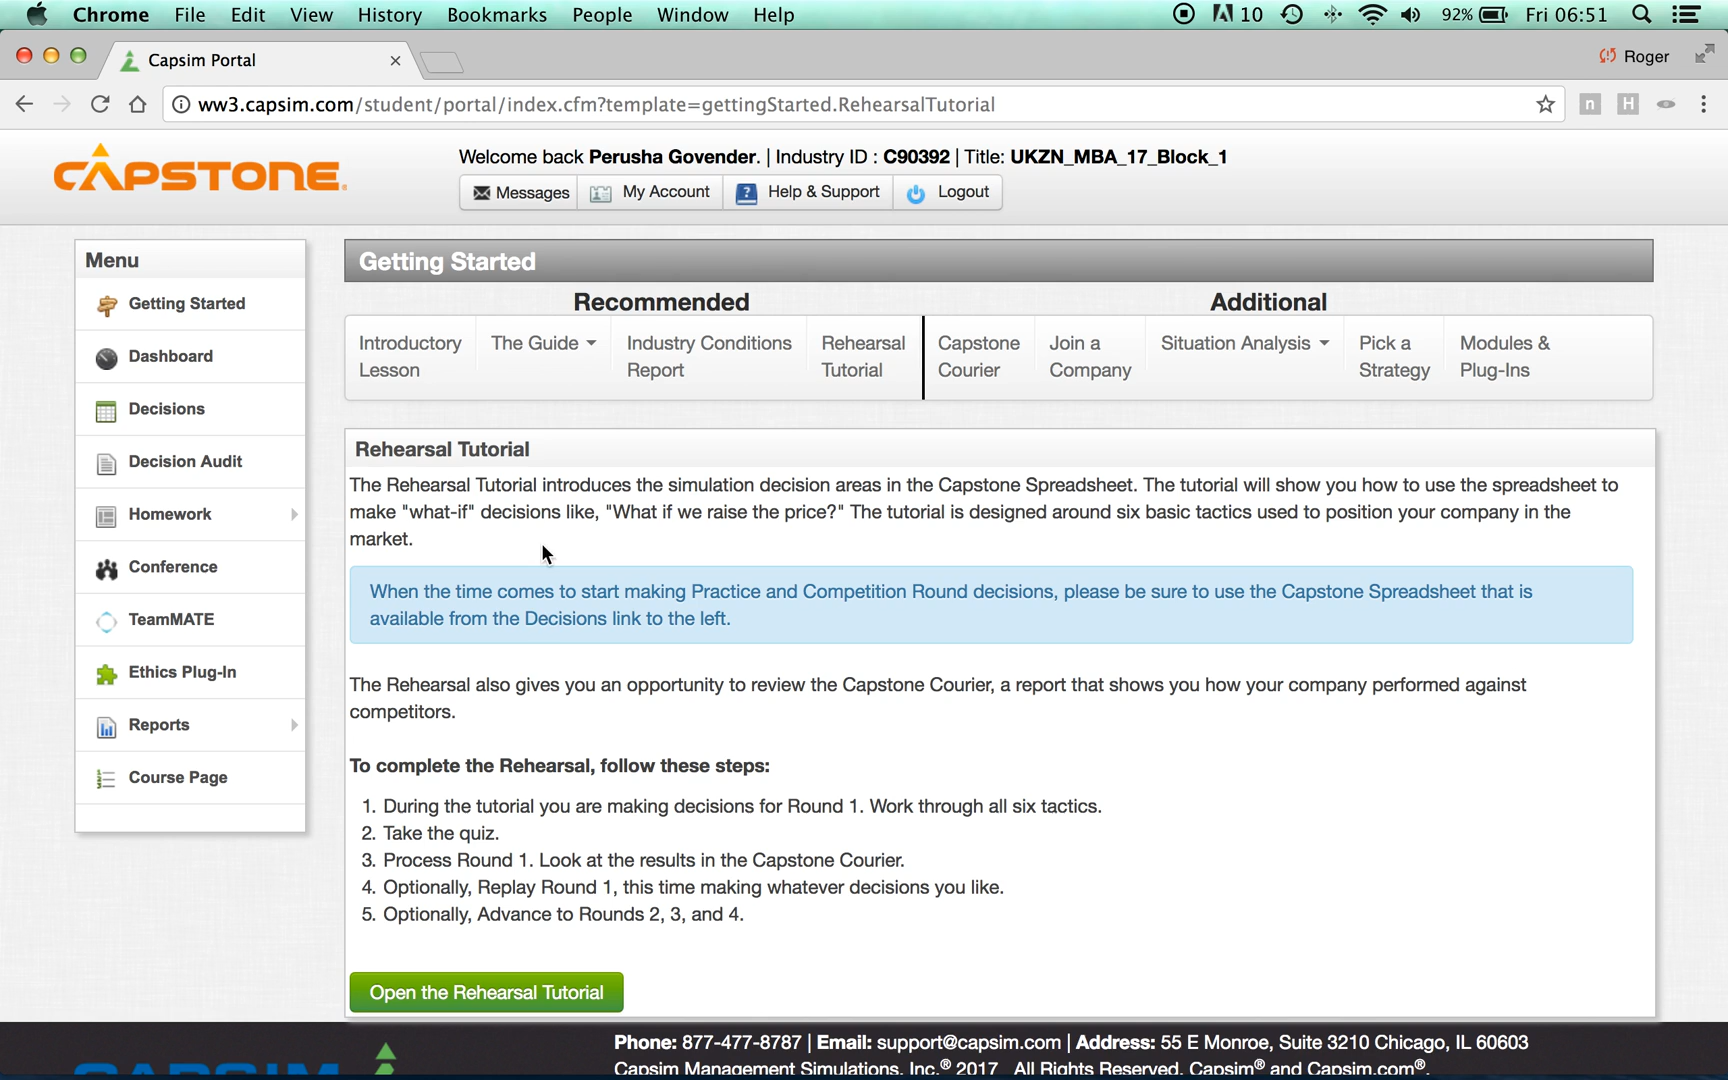 Chrome File Edit View History Bookmarks People Window Help 10 92% Fri 06:51
Capsim Portal Roger
ww3.capsim.com/student/portal/index.cfm?template=gettingStarted.RehearsalTutorial n H
CAPSTONE.
Welcome back Perusha Govender. | Industry ID : C90392 | Title: UKZN_MBA_17_Block_1
Messages My Account ? Help & Support Logout
Menu
Getting Started
Dashboard
Decisions
Decision Audit
Homework
Conference
TeamMATE
Ethics Plug-In
Reports
Course Page
Getting Started
Recommended Additional
Introductory Lesson
The Guide
Industry Conditions Report
Rehearsal Tutorial
Capstone Courier
Join a Company
Situation Analysis
Pick a Strategy
Modules & Plug-Ins
Rehearsal Tutorial
The Rehearsal Tutorial introduces the simulation decision areas in the Capstone Spreadsheet. The tutorial will show you how to use the spreadsheet to
make "what-if" decisions like, "What if we raise the price?" The tutorial is designed around six basic tactics used to position your company in the
market.
When the time comes to start making Practice and Competition Round decisions, please be sure to use the Capstone Spreadsheet that is
available from the Decisions link to the left.
The Rehearsal also gives you an opportunity to review the Capstone Courier, a report that shows you how your company performed against
competitors.
To complete the Rehearsal, follow these steps:
1. During the tutorial you are making decisions for Round 1. Work through all six tactics.
2. Take the quiz.
3. Process Round 1. Look at the results in the Capstone Courier.
4. Optionally, Replay Round 1, this time making whatever decisions you like.
5. Optionally, Advance to Rounds 2, 3, and 4.
Open the Rehearsal Tutorial
CAPSIM
Phone: 877-477-8787 | Email: support@capsim.com | Address: 55 E Monroe, Suite 3210 Chicago, IL 60603
Capsim Management Simulations, Inc.® 2017 All Rights Reserved. Capsim® and Capsim.com®.